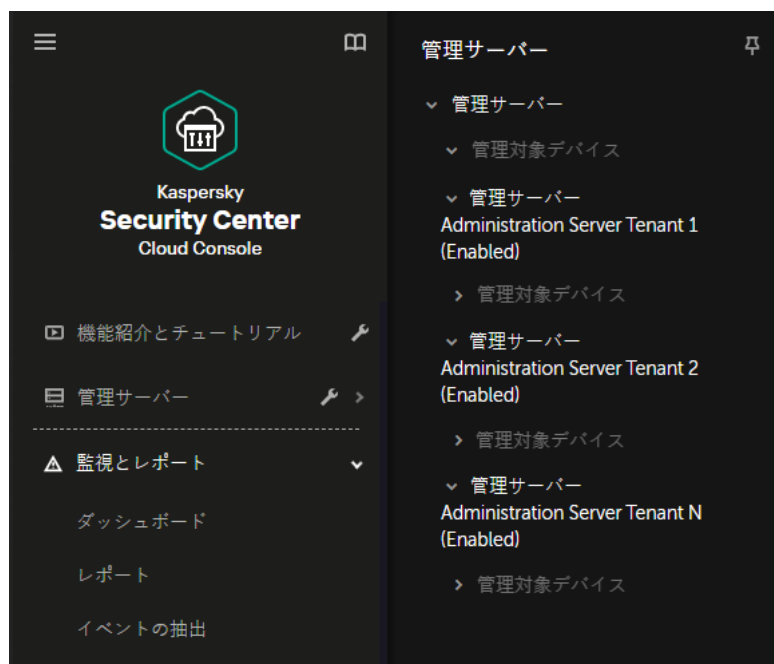 Kaspersky
Security Center
Cloud Console
機能紹介とチュートリアル
管理サーバー
監視とレポート
ダッシュボード
レポート
イベントの抽出
管理サーバー
管理サーバー
管理対象デバイス
管理サーバー
Administration Server Tenant 1
(Enabled)
管理対象デバイス
管理サーバー
Administration Server Tenant 2
(Enabled)
管理対象デバイス
管理サーバー
Administration Server Tenant N
(Enabled)
管理対象デバイス